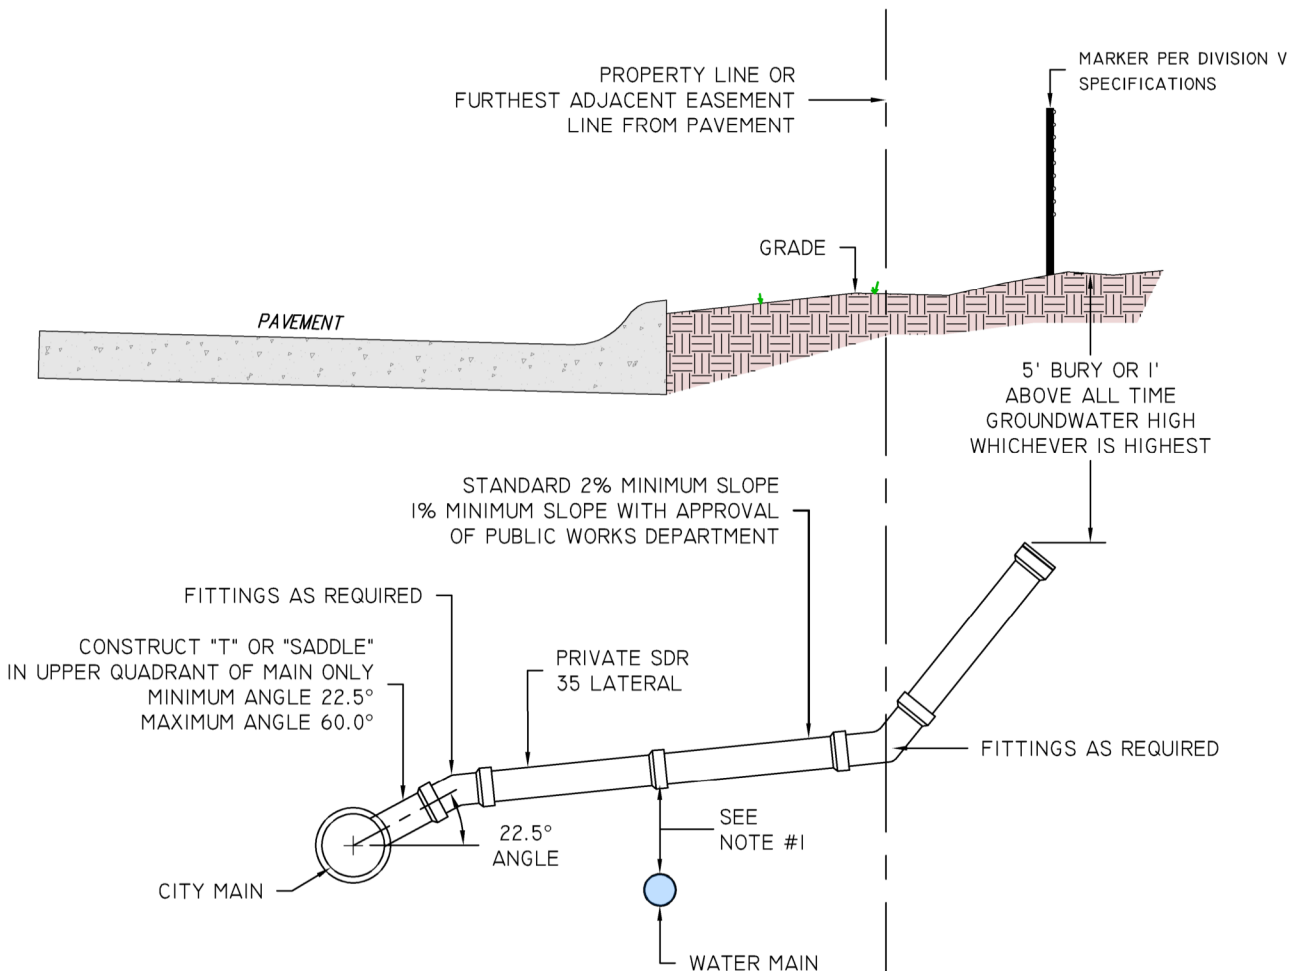 MARKER PER DIVISION V
SPECIFICATIONS
PROPERTY LINE OR
FURTHEST ADJACENT EASEMENT
LINE FROM PAVEMENT
GRADE
PAVEMENT
5' BURY OR 1'
ABOVE ALL TIME
GROUNDWATER HIGH
WHICHEVER IS HIGHEST
STANDARD 2% MINIMUM SLOPE
1% MINIMUM SLOPE WITH APPROVAL
OF PUBLIC WORKS DEPARTMENT
FITTINGS AS REQUIRED
CONSTRUCT "T" OR "SADDLE"
IN UPPER QUADRANT OF MAIN ONLY
MINIMUM ANGLE 22.5°
MAXIMUM ANGLE 60.0°
PRIVATE SDR
35 LATERAL
FITTINGS AS REQUIRED
22.5°
ANGLE
SEE
NOTE #1
CITY MAIN
WATER MAIN